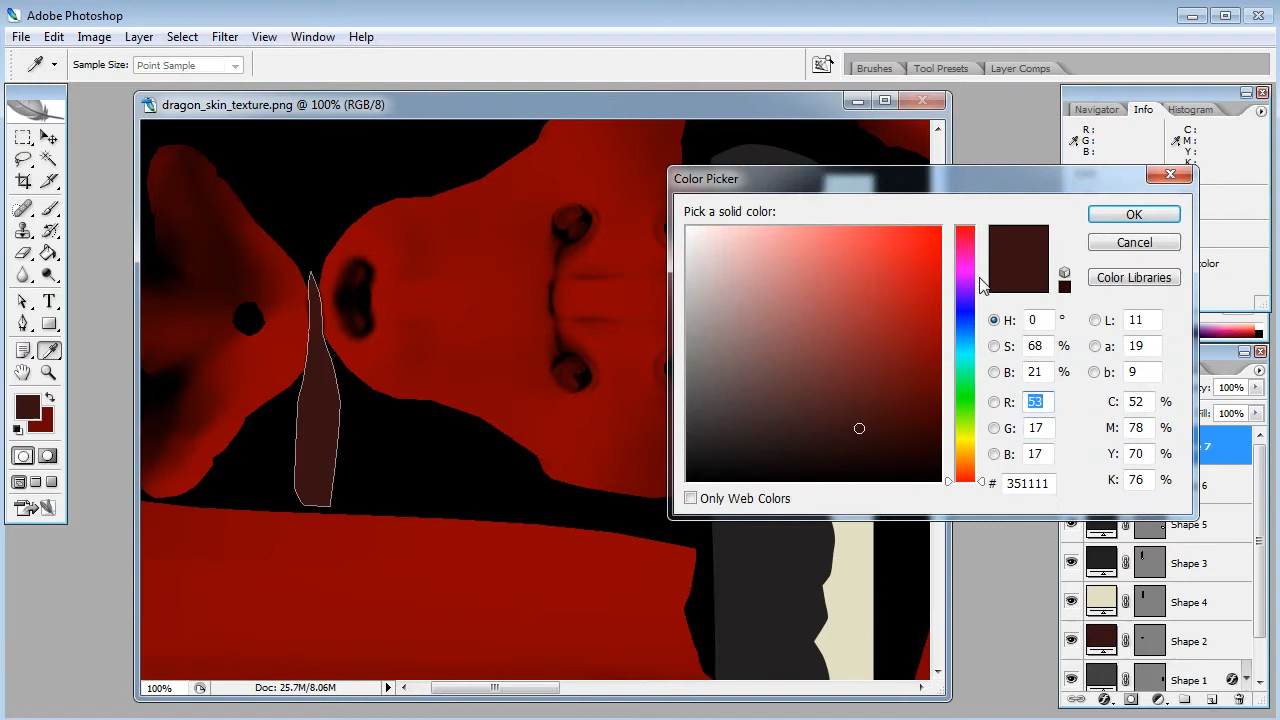 Adobe Photoshop
File Edit Image Layer Select Filter View Window Help
Sample Size: Point Sample
Brushes Tool Presets Layer Comps
dragon_skin_texture.png @ 100% (RGB/8)
Navigator Info Histogram
R: C:
G: M:
B: Y:
K:
Color Picker
Pick a solid color:
OK
Cancel
Color Libraries
H: 0 °
S: 68 %
B: 21 %
R: 53
G: 17
B: 17
# 351111
L: 11
a: 19
b: 9
C: 52 %
M: 78 %
Y: 70 %
K: 76 %
Only Web Colors
100%
100%
7
6
Shape 5
Shape 3
Shape 4
Shape 2
Shape 1
100% Doc: 25.7M/8.06M